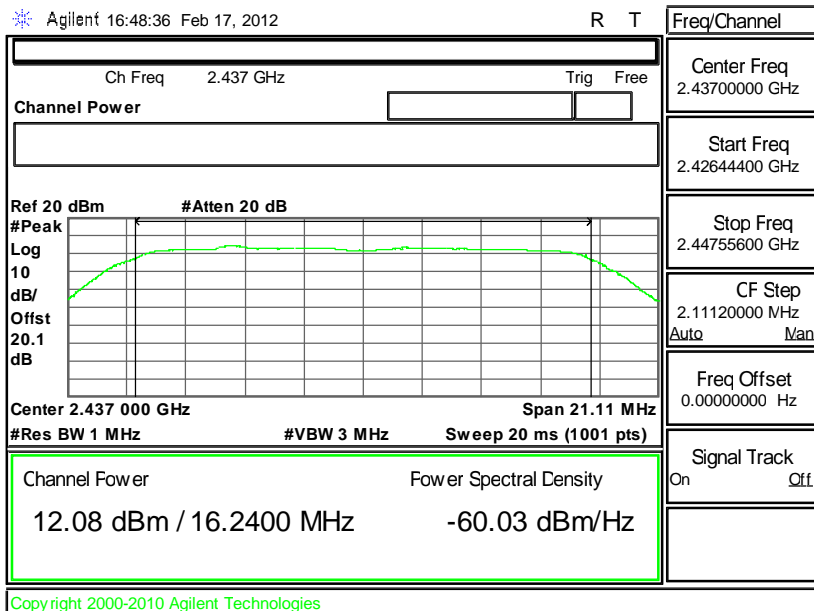 Agilent 16:48:36 Feb 17, 2012 R T
Freq/Channel
Ch Freq 2.437 GHz Trig Free
Channel Power
Center Freq
2.43700000 GHz
Start Freq
2.42644400 GHz
Stop Freq
2.44755600 GHz
CF Step
2.11120000 MHz
Auto Man
Freq Offset
0.00000000 Hz
Signal Track
On Off
Ref 20 dBm #Atten 20 dB
#Peak
Log
10
dB/
Offst
20.1
dB
Center 2.437 000 GHz Span 21.11 MHz
#Res BW 1 MHz #VBW 3 MHz Sweep 20 ms (1001 pts)
Channel Power Power Spectral Density
12.08 dBm / 16.2400 MHz -60.03 dBm/Hz
Copyright 2000-2010 Agilent Technologies